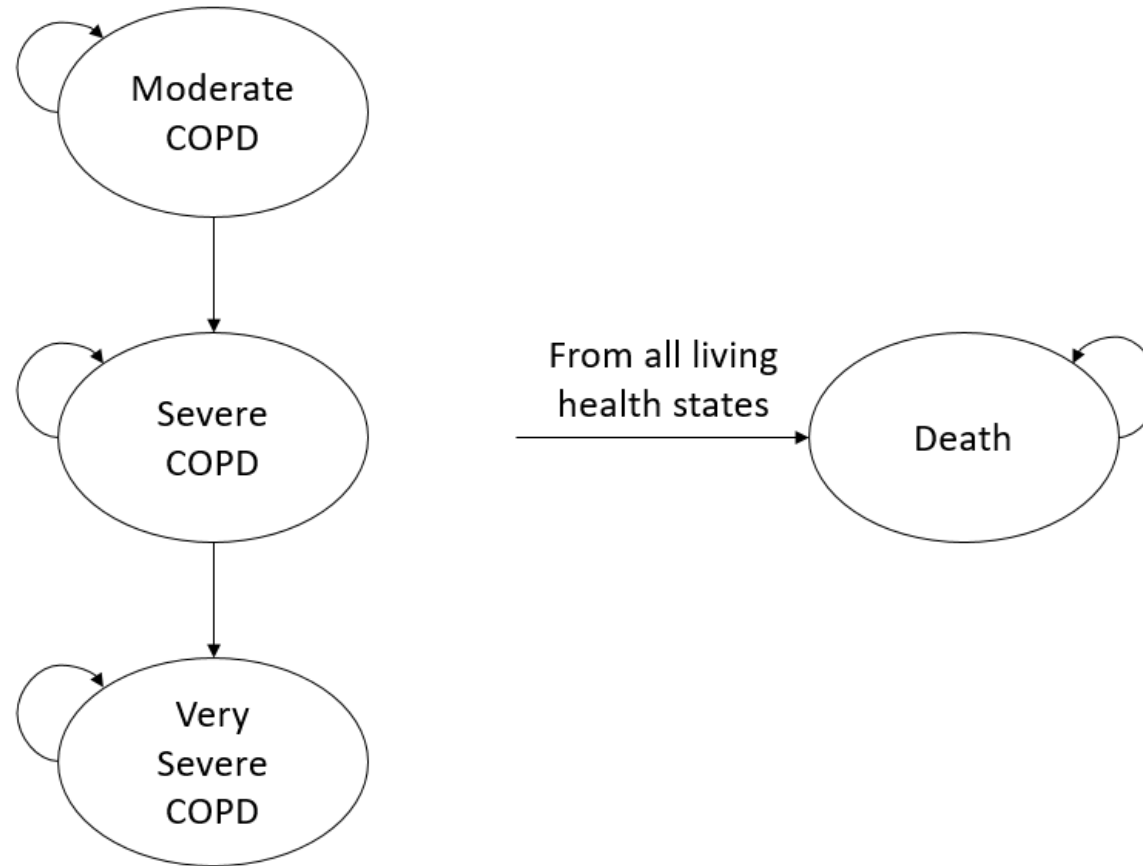 Moderate
COPD
Severe
COPD
From all living
health states
Death
Very
Severe
COPD